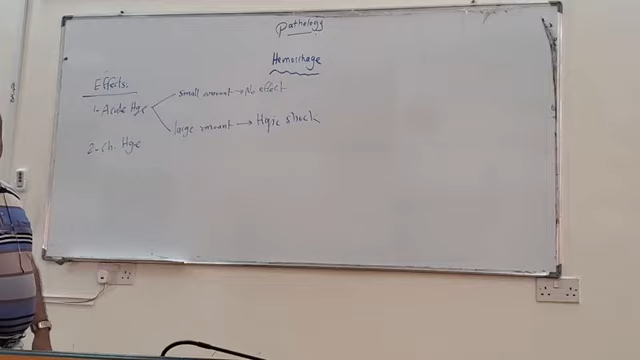 Pathology
Hemorrhage
Effects:
1- Acute Hge
small amount → No effect
large amount → Hgic shock
2- Ch. Hge